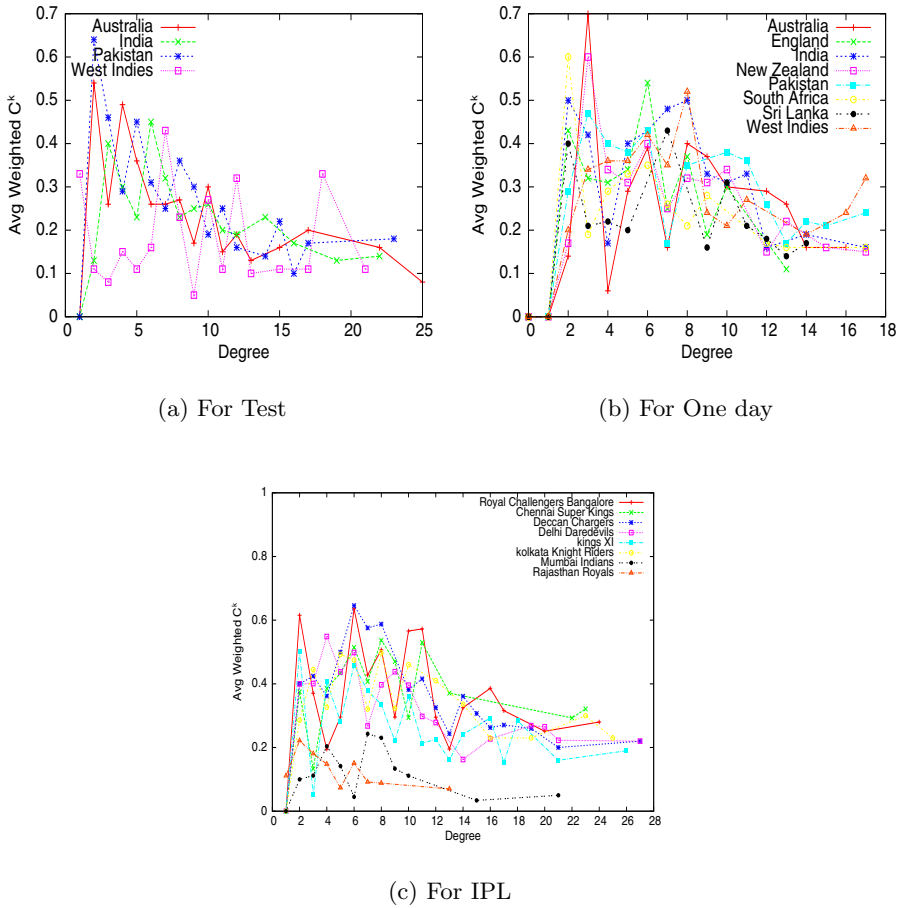 0.7
0.6
0.5
0.4
0.3
0.2
0.1
0
Avg Weighted C^k
Australia
India
Pakistan
West Indies
0 5 10 15 20 25
Degree
(a) For Test
0.7
0.6
0.5
0.4
0.3
0.2
0.1
0
Avg Weighted C^k
Australia
England
India
New Zealand
Pakistan
South Africa
Sri Lanka
West Indies
0 2 4 6 8 10 12 14 16 18
Degree
(b) For One day
1
0.8
0.6
0.4
0.2
0
Avg Weighted C^k
Royal Challengers Bangalore
Chennai Super Kings
Deccan Chargers
Delhi Daredevils
kings XI
kolkata Knight Riders
Mumbai Indians
Rajasthan Royals
0 2 4 6 8 10 12 14 16 18 20 22 24 26 28
Degree
(c) For IPL